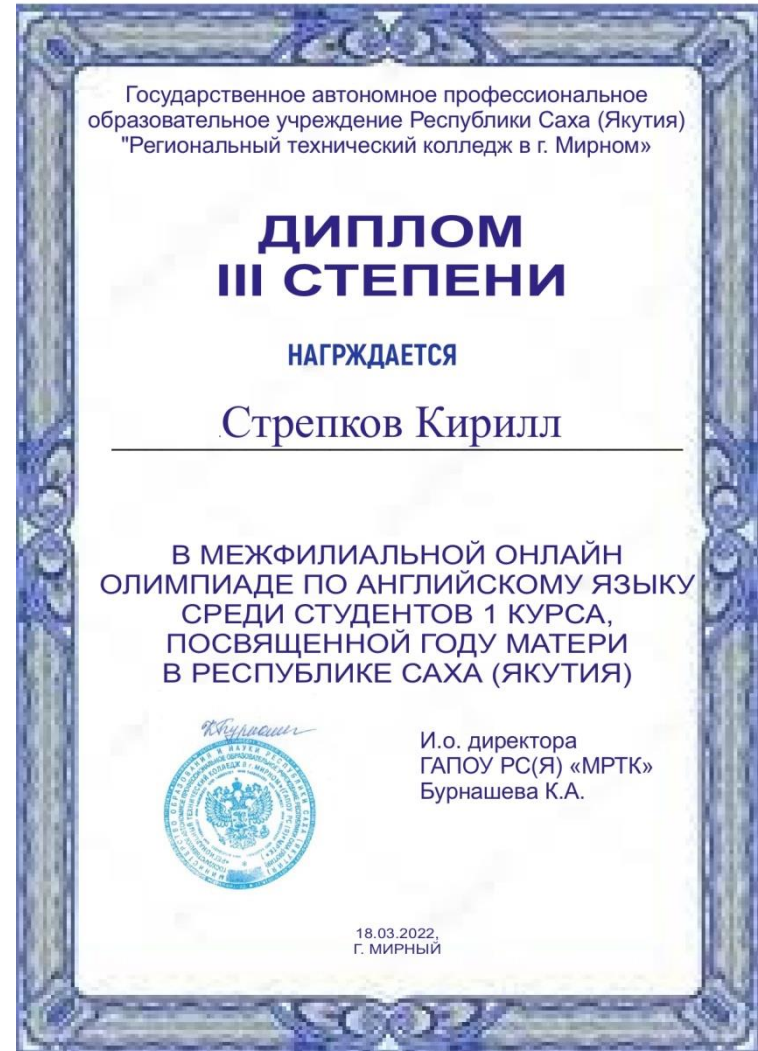 Государственное автономное профессиональное
образовательное учреждение Республики Саха (Якутия)
"Региональный технический колледж в г. Мирном»
ДИПЛОМ
III СТЕПЕНИ
НАГРЖДАЕТСЯ
Стрепков Кирилл
В МЕЖФИЛИАЛЬНОЙ ОНЛАЙН
ОЛИМПИАДЕ ПО АНГЛИЙСКОМУ ЯЗЫКУ
СРЕДИ СТУДЕНТОВ 1 КУРСА,
ПОСВЯЩЕННОЙ ГОДУ МАТЕРИ
В РЕСПУБЛИКЕ САХА (ЯКУТИЯ)
И.о. директора
ГАПОУ РС(Я) «МРТК»
Бурнашева К.А.
18.03.2022,
Г. МИРНЫЙ